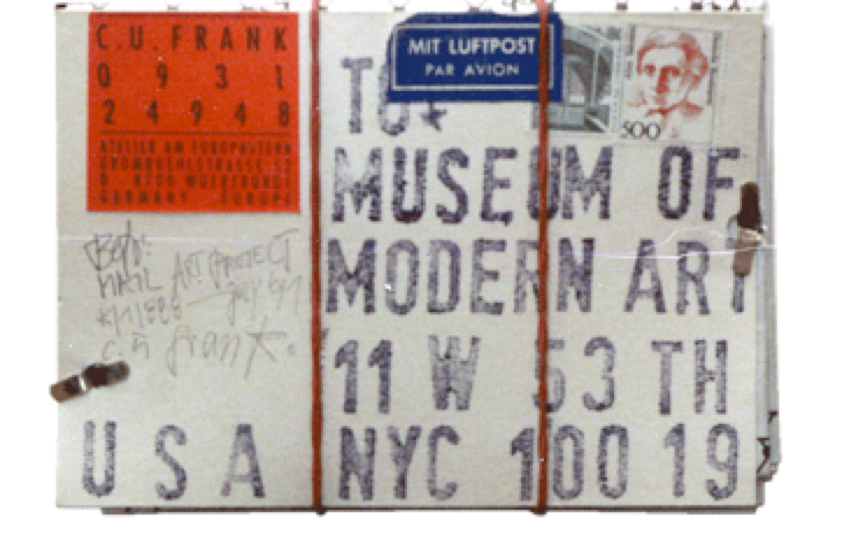 C.U. FRANK
0 9 3 1
2 4 9 4 8
ATELIER AM EUROPASTERN
GROMBUEHLSTRASSE
D 8700 WUERZBURG
GERMANY EUROPE
MIT LUFTPOST
PAR AVION
500
TO*
MUSEUM OF
MODERN ART
11 W 53 TH
NYC 100 19
USA
MAIL ART PROJECT
frank.